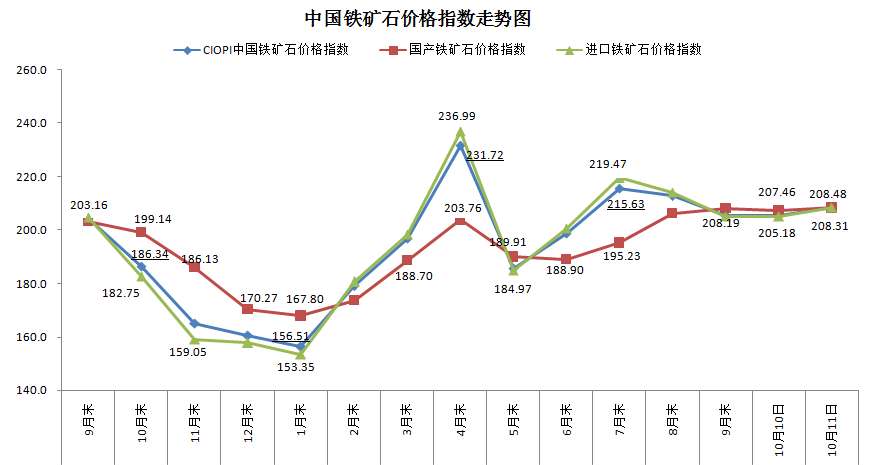 中国铁矿石价格指数走势图
CIOPI中国铁矿石价格指数 国产铁矿石价格指数 进口铁矿石价格指数
260.0
240.0
220.0
200.0
180.0
160.0
140.0
203.16
199.14
186.34
182.75
186.13
159.05
170.27
167.80
156.51
153.35
188.70
236.99
231.72
203.76
189.91
184.97
188.90
219.47
215.63
195.23
208.19
207.46
205.18
208.48
208.31
9月末
10月末
11月末
12月末
1月末
2月末
3月末
4月末
5月末
6月末
7月末
8月末
9月末
10月10日
10月11日